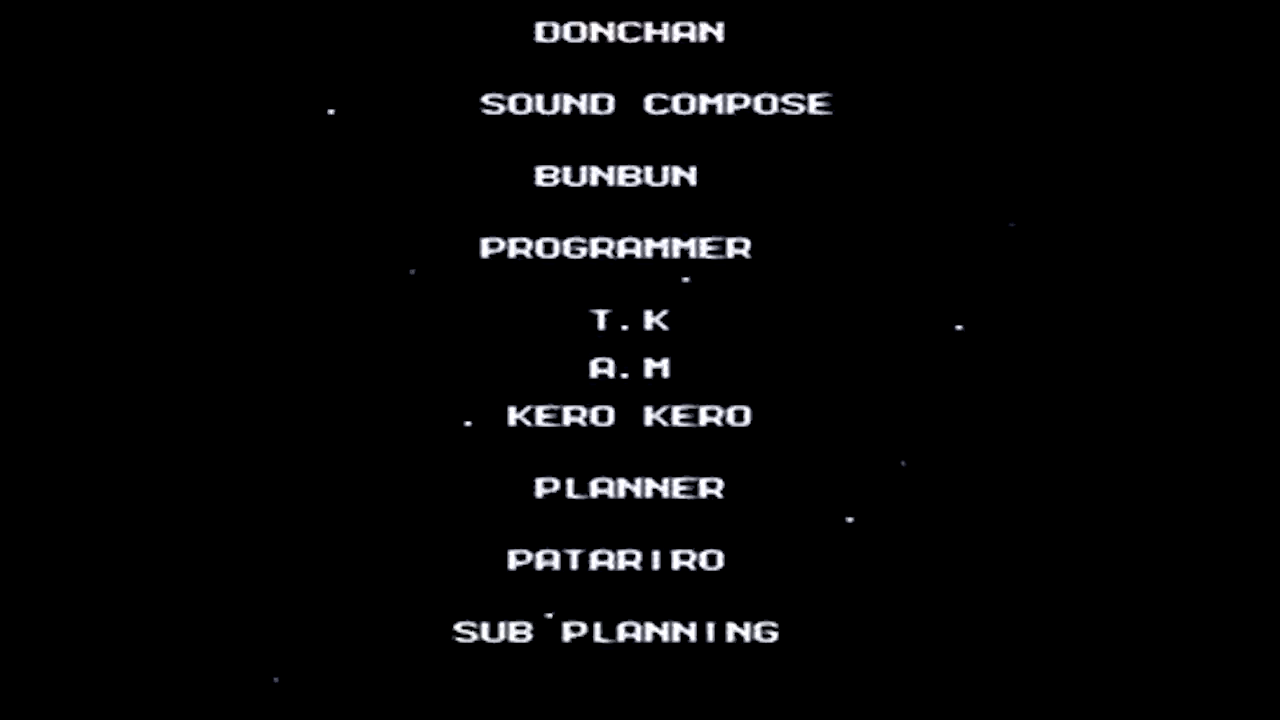 DONCHAN
SOUND COMPOSE
BUNBUN
PROGRAMMER
T.K
A.M
KERO KERO
PLANNER
PATARIRO
SUB PLANNING